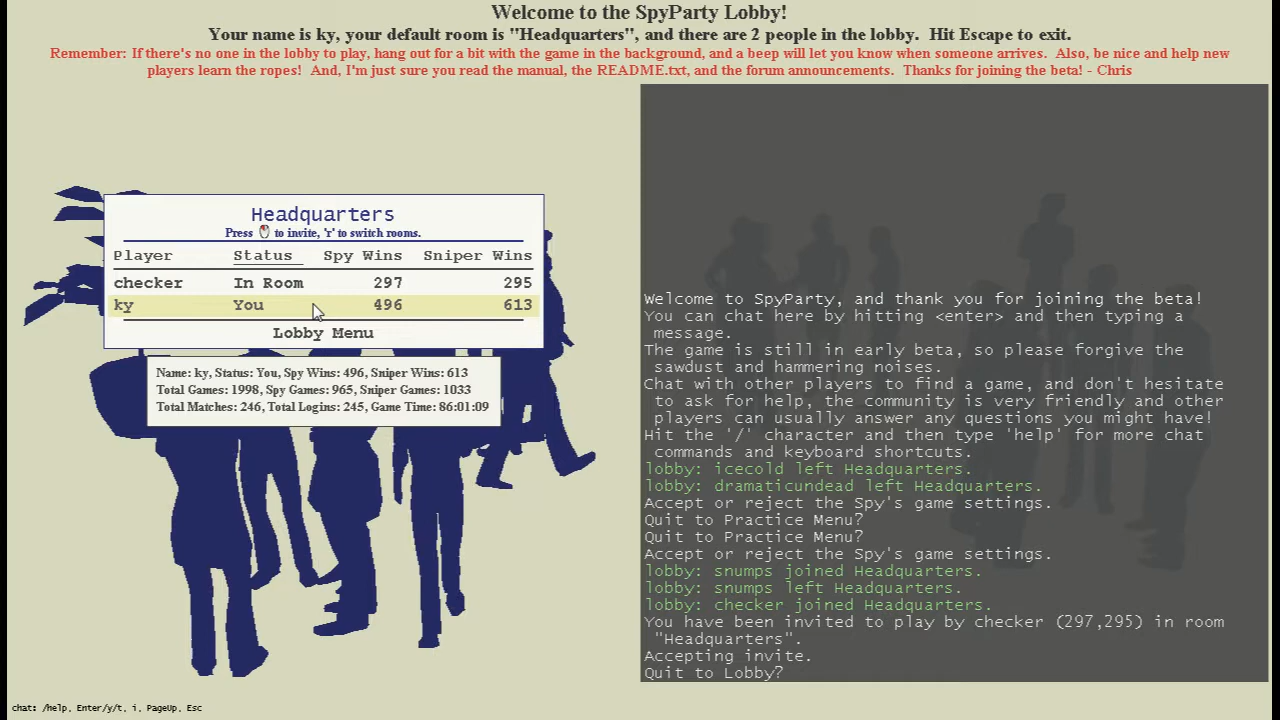 Welcome to the SpyParty Lobby!
Your name is ky, your default room is "Headquarters", and there are 2 people in the lobby.  Hit Escape to exit.
Remember: If there's no one in the lobby to play, hang out for a bit with the game in the background, and a beep will let you know when someone arrives.  Also, be nice and help new
players learn the ropes!  And, I'm just sure you read the manual, the README.txt, and the forum announcements.  Thanks for joining the beta! - Chris
Headquarters
Press to invite, 'r' to switch rooms.
Player Status Spy Wins Sniper Wins
checker In Room 297 295
ky You 496 613
Lobby Menu
Name: ky, Status: You, Spy Wins: 496, Sniper Wins: 613
Total Games: 1998, Spy Games: 965, Sniper Games: 1033
Total Matches: 246, Total Logins: 245, Game Time: 86:01:09
Welcome to SpyParty, and thank you for joining the beta!
You can chat here by hitting <enter> and then typing a
message.
The game is still in early beta, so please forgive the
sawdust and hammering noises.
Chat with other players to find a game, and don't hesitate
to ask for help, the community is very friendly and other
players can usually answer any questions you might have!
Hit the '/' character and then type 'help' for more chat
commands and keyboard shortcuts.
lobby: icecold left Headquarters.
lobby: dramaticundead left Headquarters.
Accept or reject the Spy's game settings.
Quit to Practice Menu?
Quit to Practice Menu?
Accept or reject the Spy's game settings.
lobby: snumps joined Headquarters.
lobby: snumps left Headquarters.
lobby: checker joined Headquarters.
You have been invited to play by checker (297,295) in room
"Headquarters".
Accepting invite.
Quit to Lobby?
chat: /help, Enter/y/t, i, PageUp, Esc